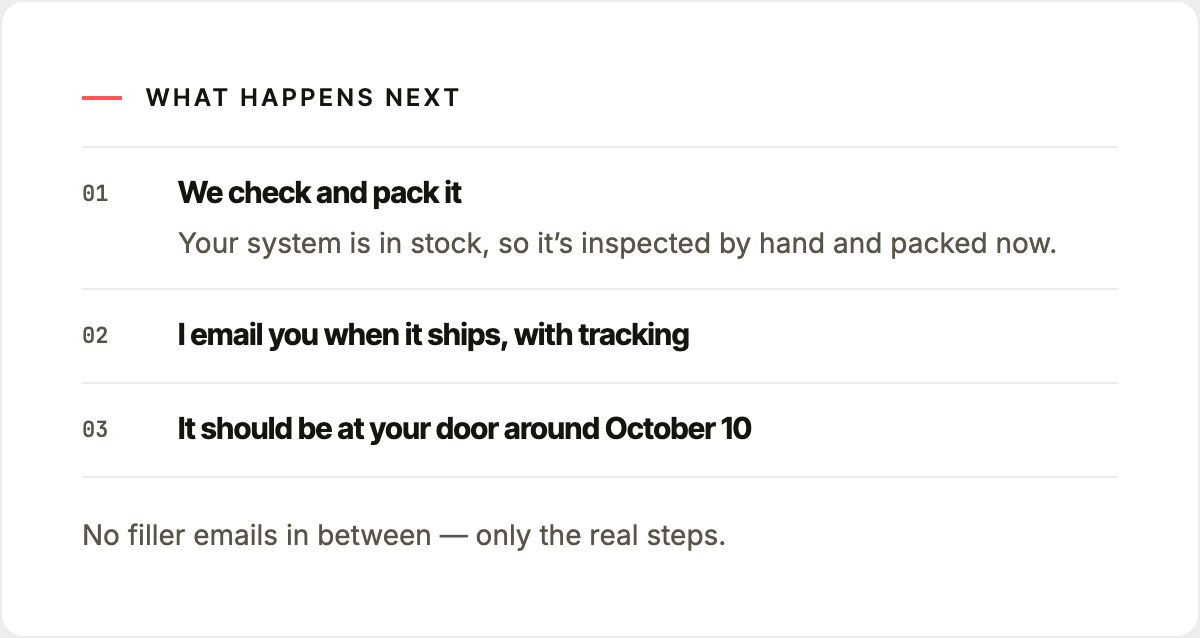 WHAT HAPPENS NEXT
01
We check and pack it
Your system is in stock, so it’s inspected by hand and packed now.
02
I email you when it ships, with tracking
03
It should be at your door around October 10
No filler emails in between — only the real steps.